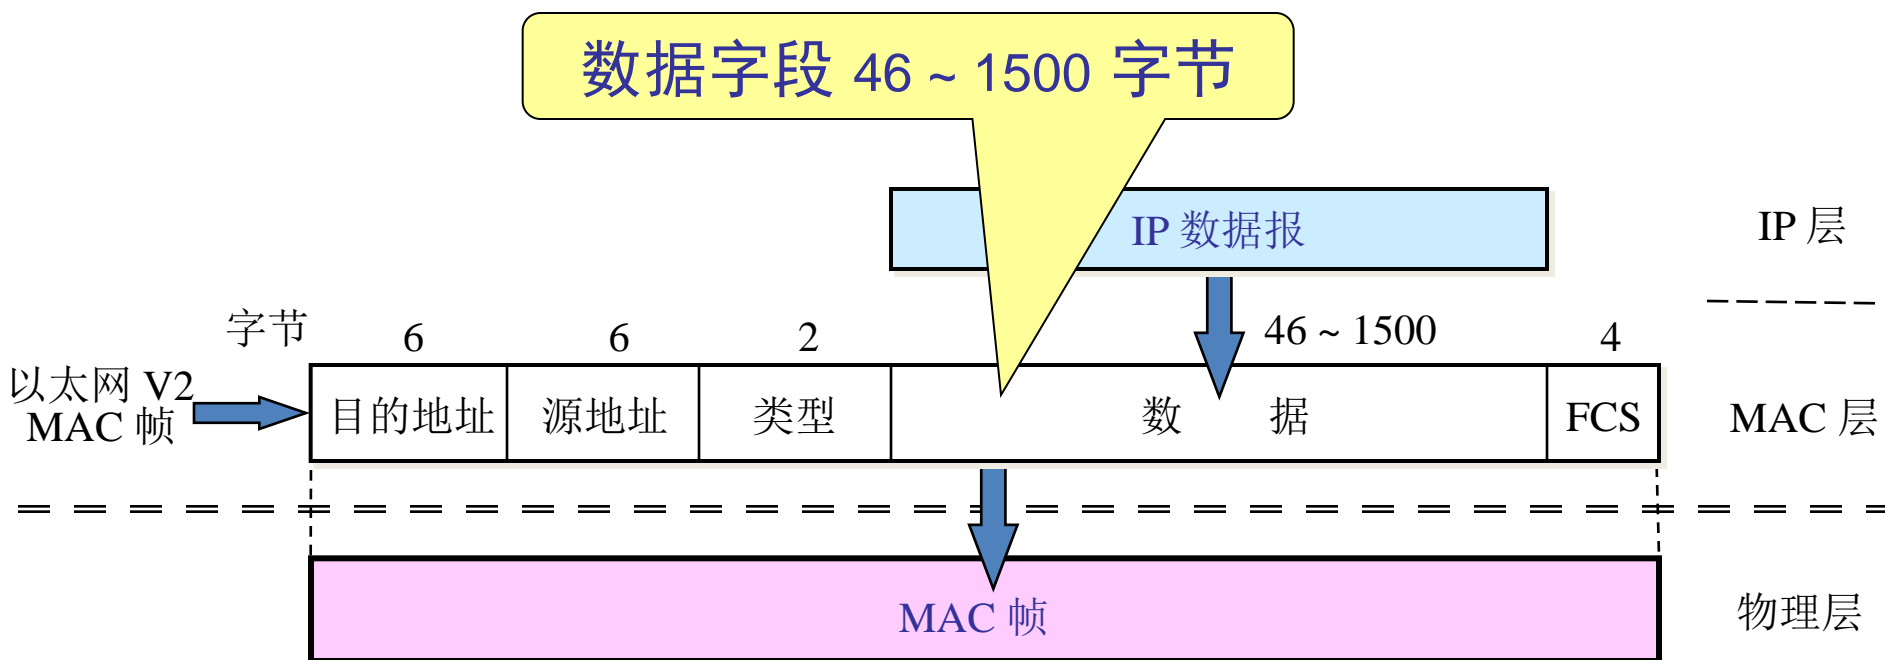 数据字段 46 ~ 1500 字节
IP 数据报
IP 层
字节
6
6
2
46 ~ 1500
4
以太网 V2
MAC 帧
目的地址
源地址
类型
数 据
FCS
MAC 层
MAC 帧
物理层